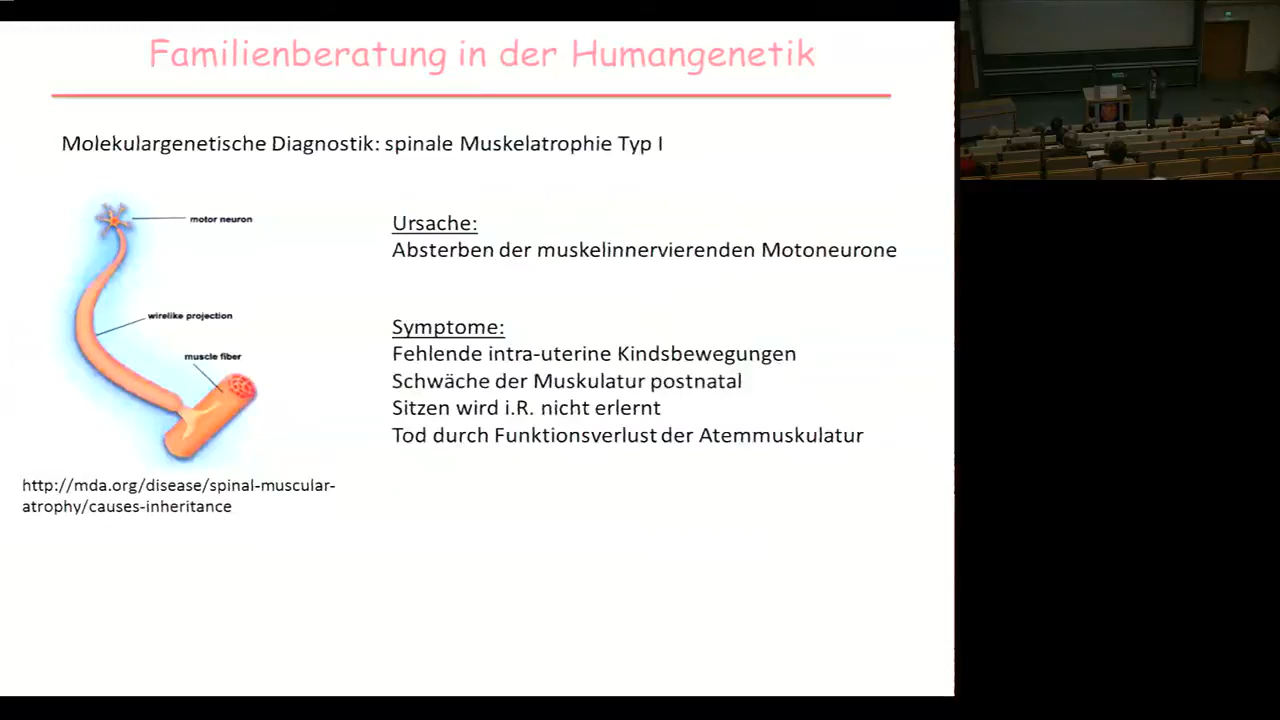 Familienberatung in der Humangenetik
Molekulargenetische Diagnostik: spinale Muskelatrophie Typ I
motor neuron
wirelike projection
muscle fiber
http://mda.org/disease/spinal-muscular-
atrophy/causes-inheritance
Ursache:
Absterben der muskelinnervierenden Motoneurone
Symptome:
Fehlende intra-uterine Kindsbewegungen
Schwäche der Muskulatur postnatal
Sitzen wird i.R. nicht erlernt
Tod durch Funktionsverlust der Atemmuskulatur